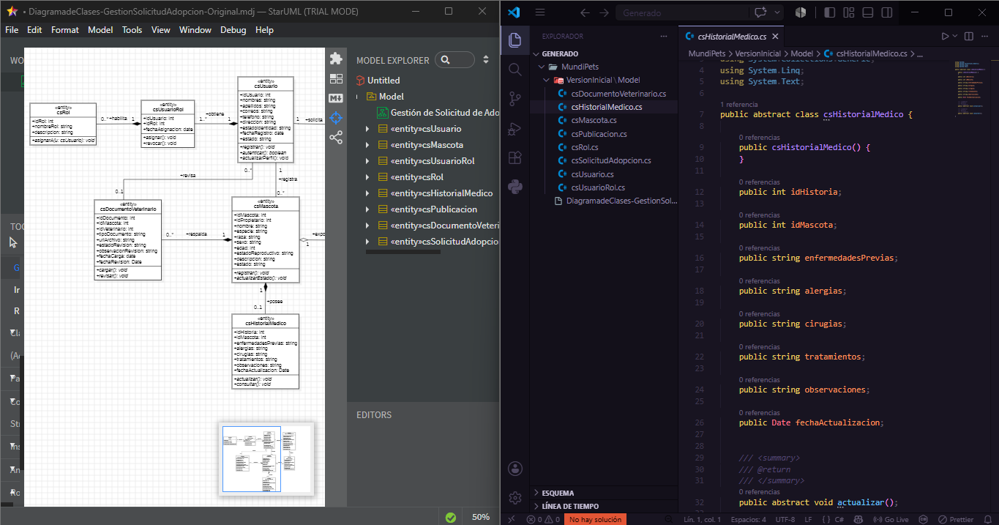 DiagramadeClases-GestionSolicitudAdopcion-Original.mdj — StarUML (TRIAL MODE)
File Edit Format Model Tools View Window Debug Help
WO
TOO
G
In
R
Cla
(Ac
Pa
Co
Str
Ins
An
Ro
«entity»
csRol
+idRol: int
+nombreRol: string
+descripcion: string
+asignarA(u: csUsuario): void
0..*
+habilita
1
«entity»
csUsuarioRol
+idUsuario: int
+idRol: int
+fechaAsignacion: date
+asignar(): void
+revocar(): void
1..*
+obtiene
1
«entity»
csUsuario
+idUsuario: int
+nombres: string
+apellidos: string
+correos: string
+telefono: string
+direccion: string
+estadoIdentidad: string
+fechaRegistro: date
+estado: string
+registrar(): void
+autenticar(): boolean
+actualizarPerfil(): void
1
+solicita
+revisa
0..*
0..1
1
+registra
0..*
«entity»
csDocumentoVeterinario
+idDocumento: int
+idMascota: int
+idVeterinario: int
+tipoDocumento: string
+urlArchivo: string
+estadoRevision: string
+observacionRevision: string
+fechaCarga: date
+fechaRevision: Date
+cargar(): void
+revisar(): void
0..*
+respalda
1
«entity»
csMascota
+idMascota: int
+idPropietario: int
+nombre: string
+especie: string
+raza: string
+sexo: string
+edad: int
+estadoReproductivo: string
+descripcion: string
+estado: string
+registrar(): void
+actualizarEstado(): void
+expo
1
1
+posee
0..1
«entity»
csHistorialMedico
+idHistoria: int
+idMascota: int
+enfermedadesPrevias: string
+alergias: string
+cirugias: string
+tratamientos: string
+observaciones: string
+fechaActualizacion: Date
+actualizar(): void
+consultar(): void
MODEL EXPLORER
Untitled
Model
Gestión de Solicitud de Ado
«entity»csUsuario
«entity»csMascota
«entity»csUsuarioRol
«entity»csRol
«entity»csHistorialMedico
«entity»csPublicacion
«entity»csDocumentoVeteri
«entity»csSolicitudAdopcio
EDITORS
50%
Generado
EXPLORADOR
GENERADO
MundiPets
VersionInicial \ Model
csDocumentoVeterinario.cs
csHistorialMedico.cs
csMascota.cs
csPublicacion.cs
csRol.cs
csSolicitudAdopcion.cs
csUsuario.cs
csUsuarioRol.cs
DiagramadeClases-GestionSol...
ESQUEMA
LÍNEA DE TIEMPO
csHistorialMedico.cs
MundiPets > VersionInicial > Model > csHistorialMedico.cs > ...
using System.Collections.Generic;
4 using System.Linq;
5 using System.Text;
6
1 referencia
7 public abstract class csHistorialMedico {
8
0 referencias
9 public csHistorialMedico() {
10 }
11
0 referencias
12 public int idHistoria;
13
0 referencias
14 public int idMascota;
15
0 referencias
16 public string enfermedadesPrevias;
17
0 referencias
18 public string alergias;
19
0 referencias
20 public string cirugias;
21
0 referencias
22 public string tratamientos;
23
0 referencias
24 public string observaciones;
25
0 referencias
26 public Date fechaActualizacion;
27
28
29 /// <summary>
30 /// @return
31 /// </summary>
0 referencias
32 public abstract void actualizar();
0 0 No hay solución Lín. 1, col. 1 Espacios: 4 UTF-8 LF {} C# Go Live Prettier